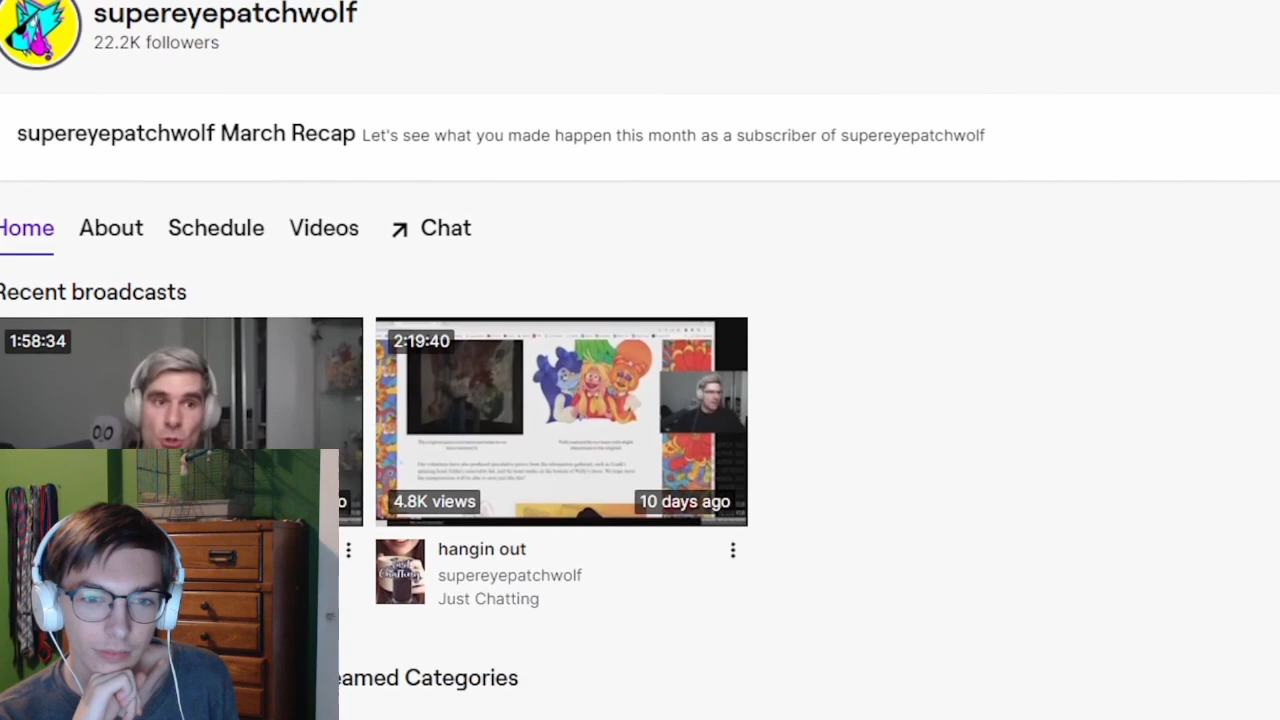 supereyepatchwolf
22.2K followers
supereyepatchwolf March Recap Let's see what you made happen this month as a subscriber of supereyepatchwolf
Home About Schedule Videos Chat
Recent broadcasts
1:58:34
2:19:40
4.8K views
10 days ago
hangin out
supereyepatchwolf
Just Chatting
eamed Categories